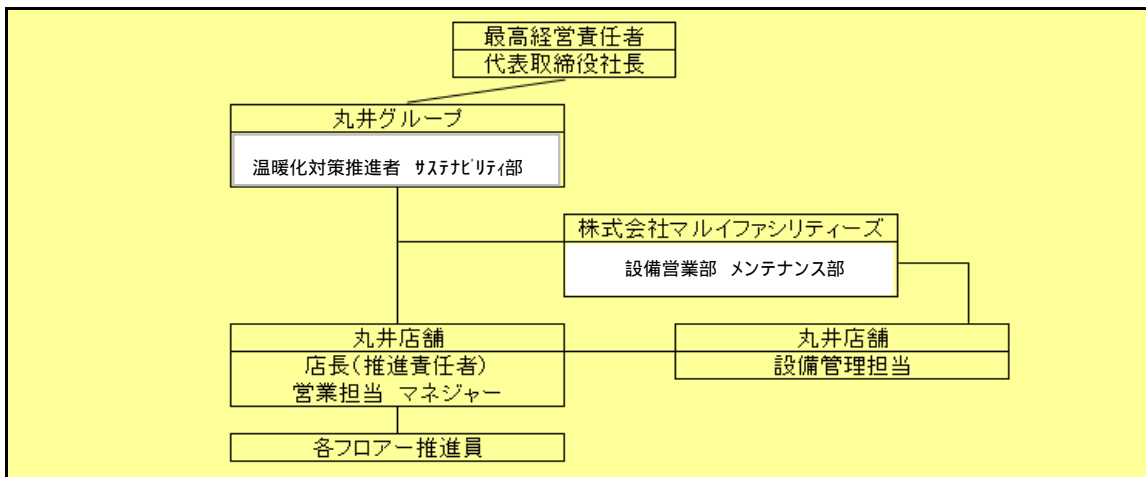 最高経営責任者
代表取締役社長
丸井グループ
温暖化対策推進者　ｻｽﾃﾅﾋﾞﾘﾃｨ部
株式会社マルイファシリティーズ
設備営業部　メンテナンス部
丸井店舗
店長(推進責任者)
営業担当　マネジャー
丸井店舗
設備管理担当
各フロアー推進員